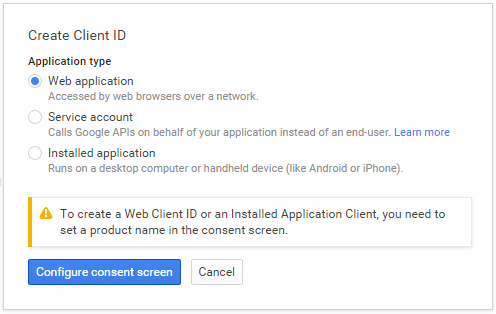 Create Client ID
Application type
Web application
Accessed by web browsers over a network.
Service account
Calls Google APIs on behalf of your application instead of an end-user. Learn more
Installed application
Runs on a desktop computer or handheld device (like Android or iPhone).
To create a Web Client ID or an Installed Application Client, you need to
set a product name in the consent screen.
Configure consent screen Cancel